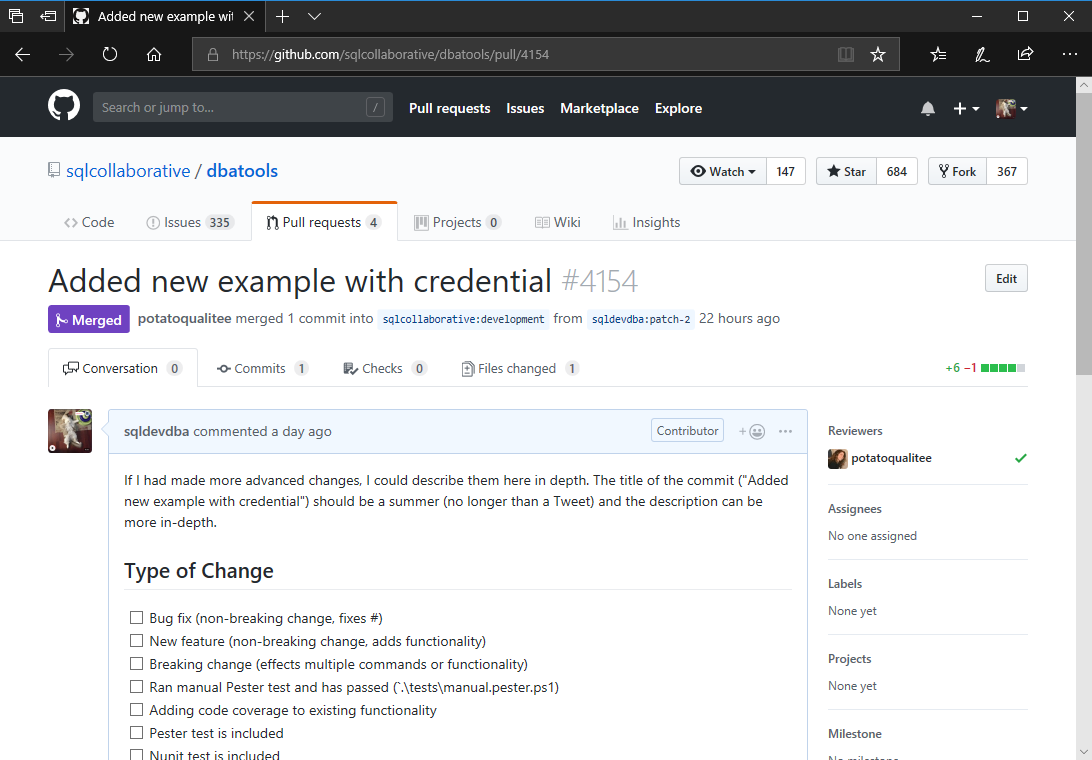 Added new example wit
https://github.com/sqlcollaborative/dbatools/pull/4154
Search or jump to... / Pull requests Issues Marketplace Explore
sqlcollaborative / dbatools Watch 147 Star 684 Fork 367
Code Issues 335 Pull requests 4 Projects 0 Wiki Insights
Added new example with credential #4154 Edit
Merged potatoqualitee merged 1 commit into sqlcollaborative:development from sqldevdba:patch-2 22 hours ago
Conversation 0 Commits 1 Checks 0 Files changed 1 +6 −1
sqldevdba commented a day ago Contributor +
If I had made more advanced changes, I could describe them here in depth. The title of the commit ("Added
new example with credential") should be a summer (no longer than a Tweet) and the description can be
more in-depth.
Type of Change
Bug fix (non-breaking change, fixes #)
New feature (non-breaking change, adds functionality)
Breaking change (effects multiple commands or functionality)
Ran manual Pester test and has passed (`.\tests\manual.pester.ps1)
Adding code coverage to existing functionality
Pester test is included
Nunit test is included
Reviewers
potatoqualitee
Assignees
No one assigned
Labels
None yet
Projects
None yet
Milestone
No milestone